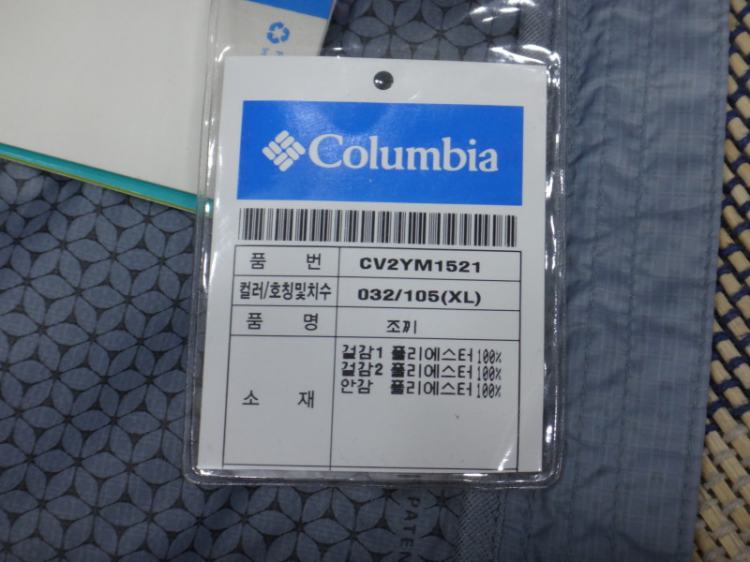 Columbia
품 번 CV2YM1521
컬러/호칭및치수 032/105(XL)
품 명 조끼
소 재 겉감1 폴리에스터100%
겉감2 폴리에스터100%
안감 폴리에스터100%
PATEN